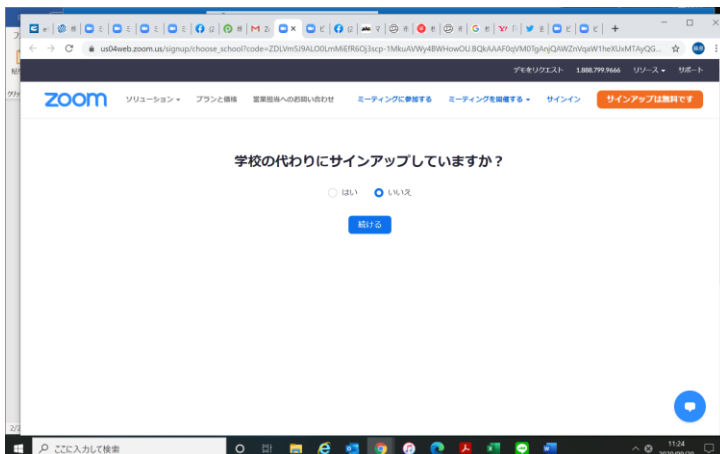 us04web.zoom.us/signup/choose_school?code=
デモをリクエスト 1.888.799.9666 リソース サポート
zoom ソリューション プランと価格 営業担当へのお問い合わせ ミーティングに参加する ミーティングを開催する サインイン サインアップは無料です
学校の代わりにサインアップしていますか？
はい いいえ
続ける
2/2
ここに入力して検索
11:24